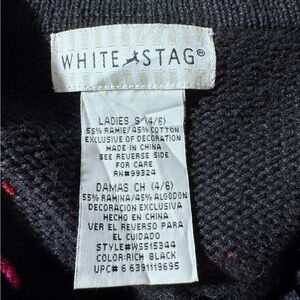 WHITE STAG®
LADIES S (4/6)
55% RAMIE/45% COTTON
EXCLUSIVE OF DECORATION
MADE IN CHINA
SEE REVERSE SIDE
FOR CARE
RN#99324
DAMAS CH (4/6)
55% RAMINA/45% ALGODON
DECORACION EXCLUSIVA
HECHO EN CHINA
VER EL REVERSO PARA
EL CUIDADO
STYLE#WS515344
COLOR:RICH BLACK
UPC# 6 6391119695